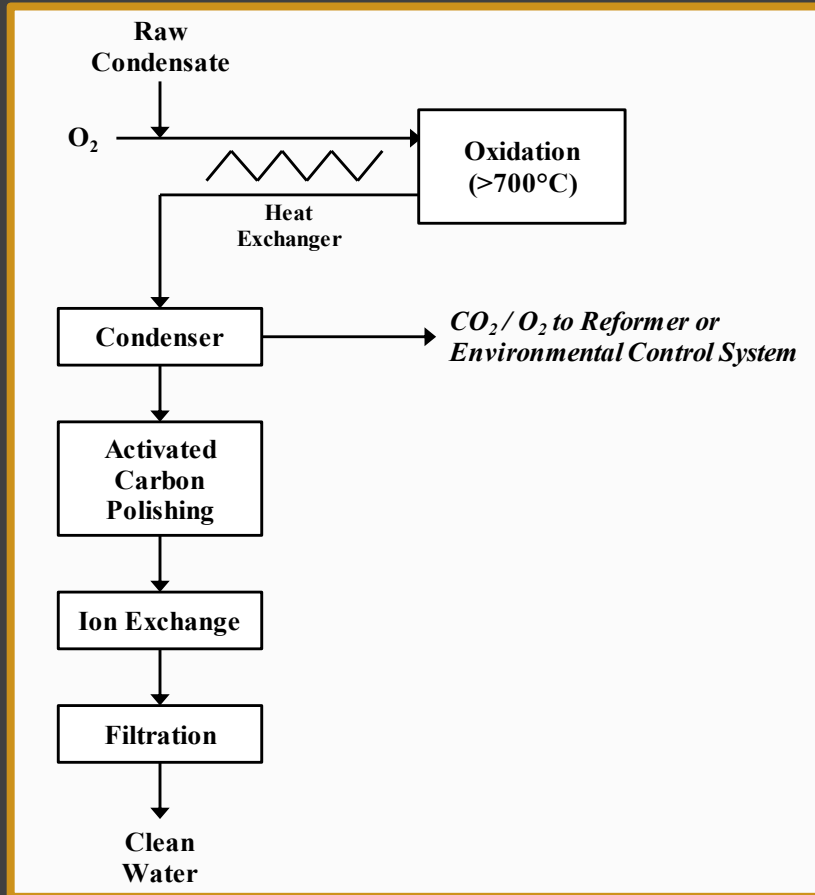 Raw
Condensate
O₂
Oxidation
(>700°C)
Heat
Exchanger
Condenser
CO₂ / O₂ to Reformer or
Environmental Control System
Activated
Carbon
Polishing
Ion Exchange
Filtration
Clean
Water